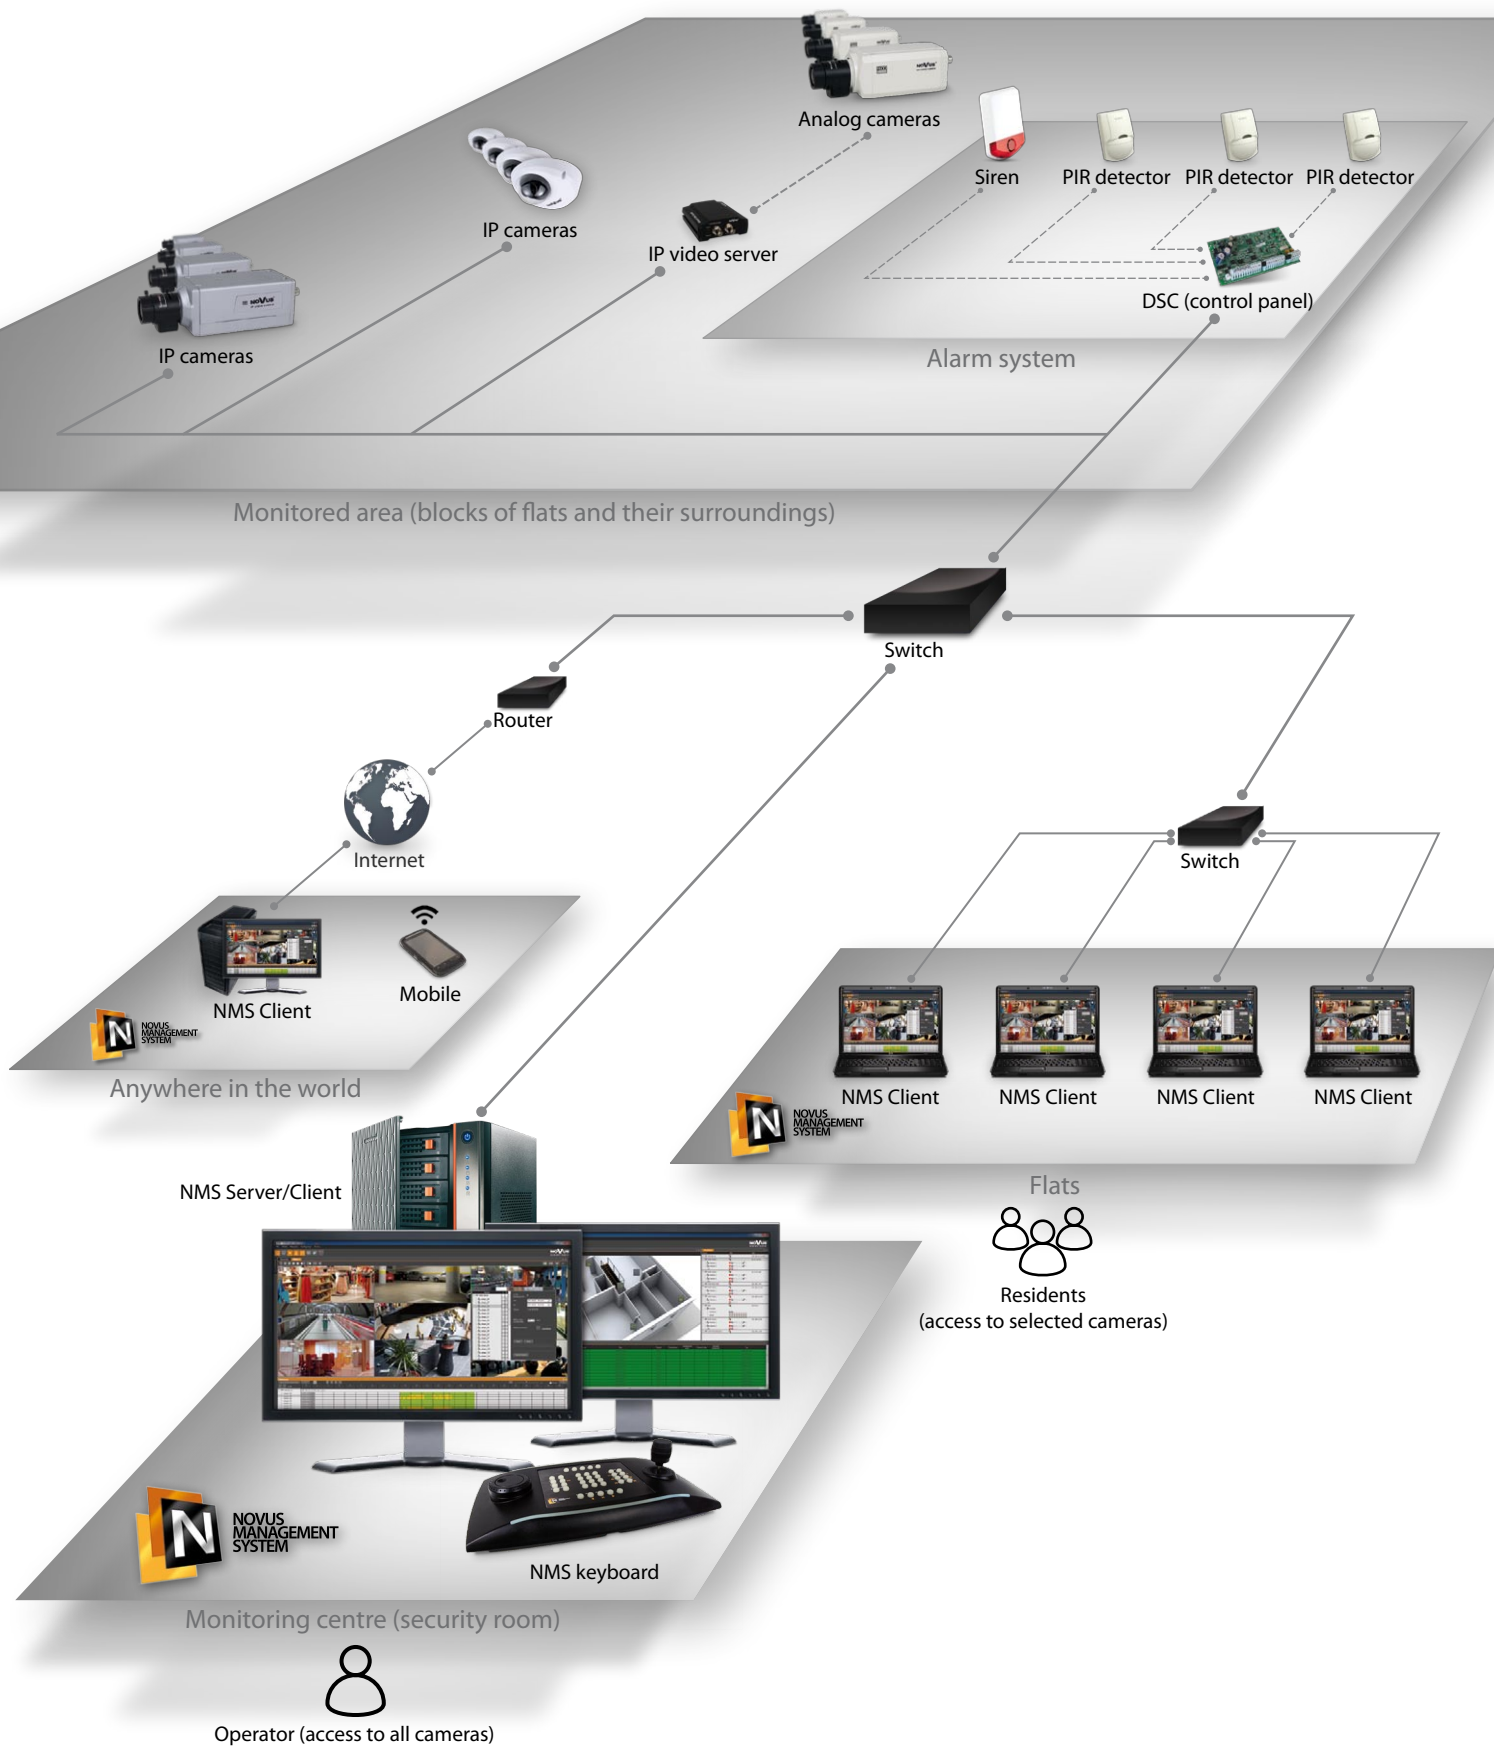 Analog cameras
Siren
PIR detector
PIR detector
PIR detector
IP cameras
IP video server
DSC (control panel)
IP cameras
Alarm system
Monitored area (blocks of flats and their surroundings)
Switch
Router
Internet
Switch
NMS Client
Mobile
NOVUS
MANAGEMENT
SYSTEM
Anywhere in the world
NMS Client
NMS Client
NMS Client
NMS Client
N
NOVUS
MANAGEMENT
SYSTEM
Flats
NMS Server/Client
Residents
(access to selected cameras)
N
NOVUS
MANAGEMENT
SYSTEM
NMS keyboard
Monitoring centre (security room)
Operator (access to all cameras)